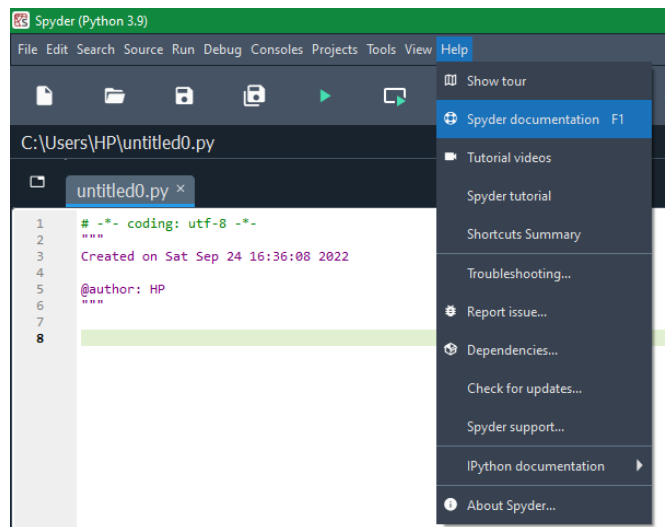 Spyder (Python 3.9)
File Edit Search Source Run Debug Consoles Projects Tools View Help
C:\Users\HP\untitled0.py
untitled0.py ×
1 # -*- coding: utf-8 -*-
2 """
3 Created on Sat Sep 24 16:36:08 2022
4
5 @author: HP
6 """
7
8
Show tour
Spyder documentation F1
Tutorial videos
Spyder tutorial
Shortcuts Summary
Troubleshooting...
Report issue...
Dependencies...
Check for updates...
Spyder support...
IPython documentation
About Spyder...